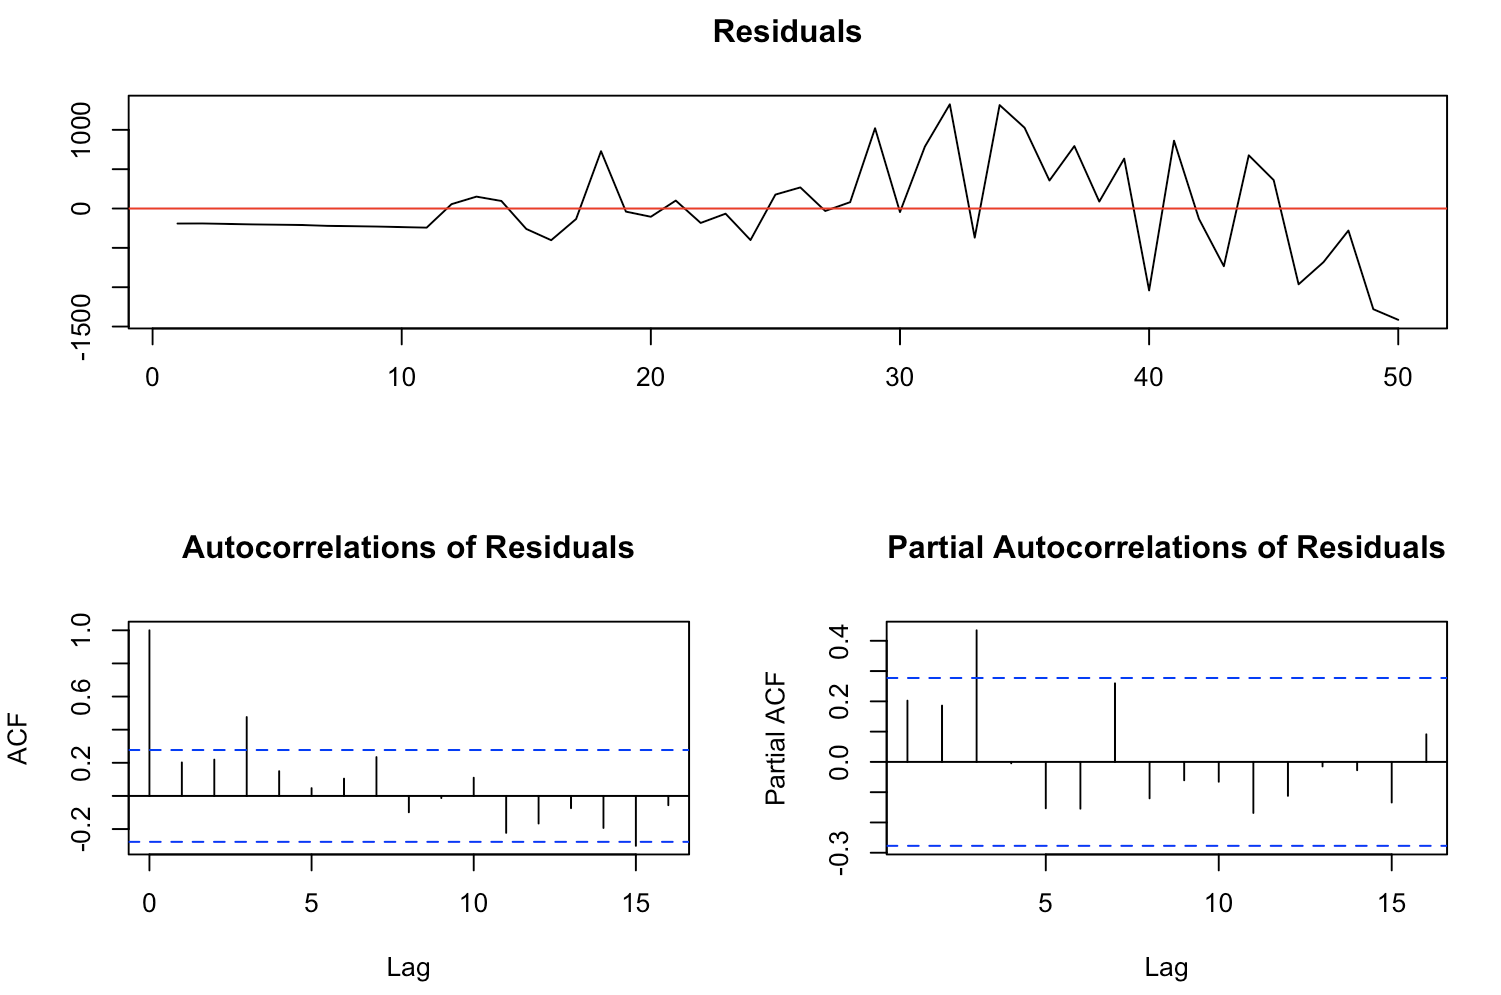 Residuals
1000
0
-1500
0 10 20 30 40 50
Autocorrelations of Residuals
ACF
1.0
0.6
0.2
-0.2
0 5 10 15
Lag
Partial Autocorrelations of Residuals
Partial ACF
0.4
0.2
0.0
-0.3
5 10 15
Lag